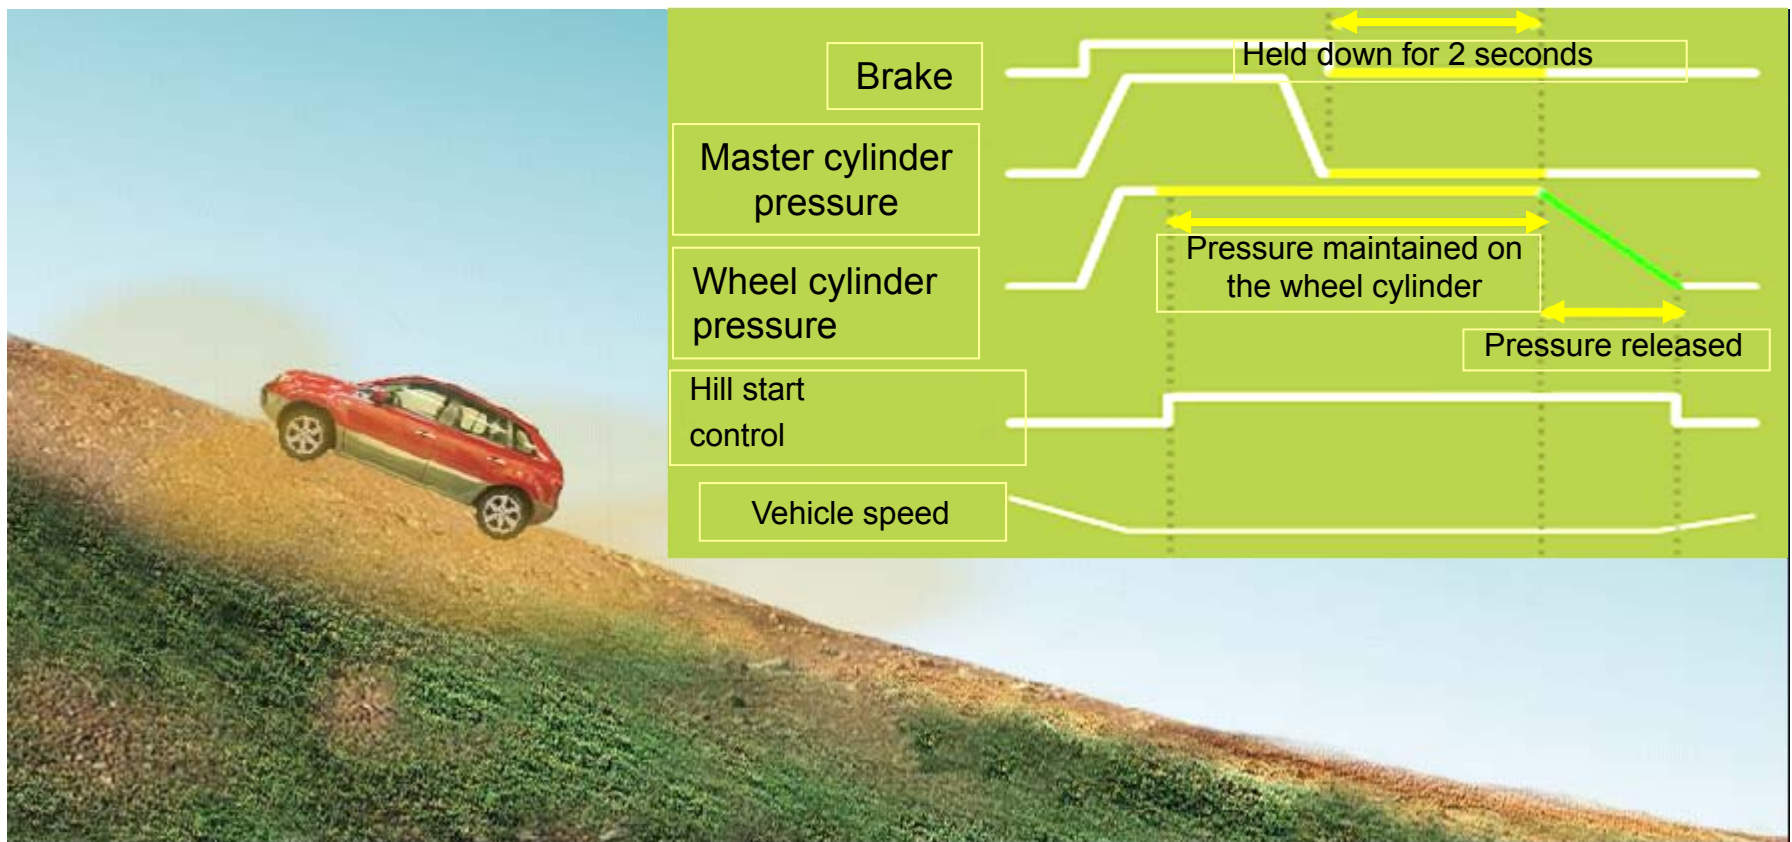 Held down for 2 seconds
Brake
Master cylinder
pressure
Pressure maintained on
the wheel cylinder
Wheel cylinder
pressure
Pressure released
Hill start
control
Vehicle speed